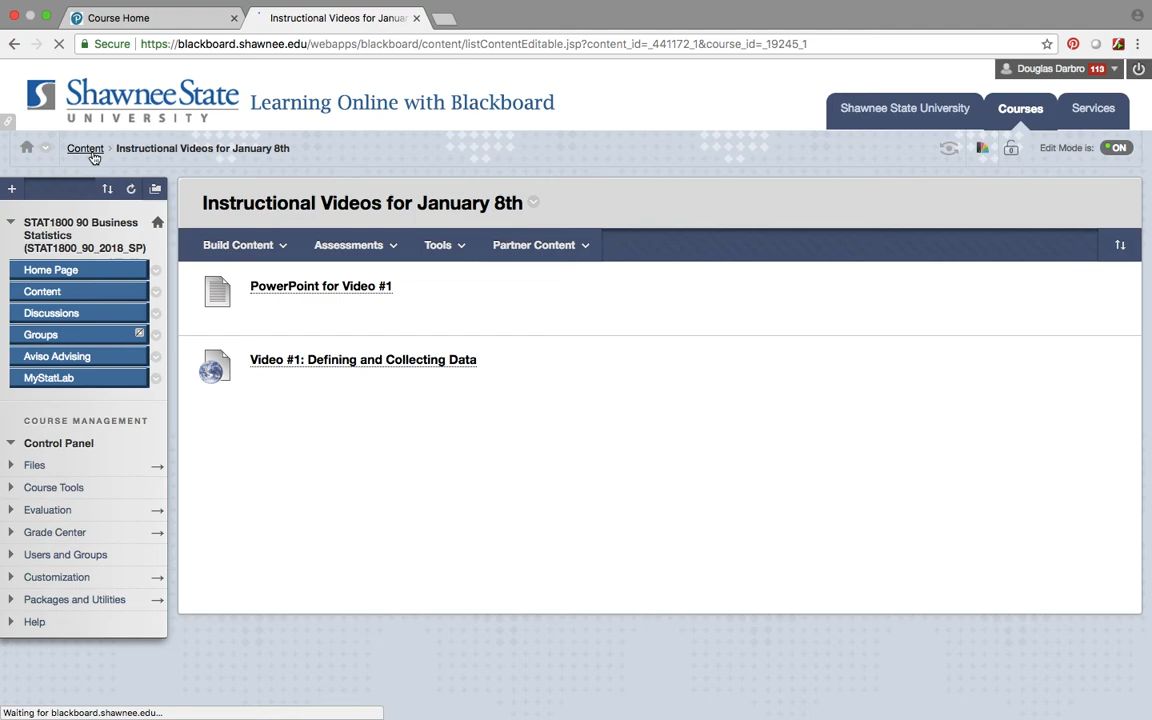 Course Home
Instructional Videos for Januar
Secure
https://blackboard.shawnee.edu/webapps/blackboard/content/listContentEditable.jsp?content_id=_441172_1&course_id=_19245_1
Douglas Darbro 113
ShawneeState
UNIVERSITY
Learning Online with Blackboard
Shawnee State University
Courses
Services
Content › Instructional Videos for January 8th
Edit Mode is: ON
STAT1800 90 Business
Statistics
(STAT1800_90_2018_SP)
Home Page
Content
Discussions
Groups
Aviso Advising
MyStatLab
COURSE MANAGEMENT
Control Panel
Files
Course Tools
Evaluation
Grade Center
Users and Groups
Customization
Packages and Utilities
Help
Instructional Videos for January 8th
Build Content
Assessments
Tools
Partner Content
PowerPoint for Video #1
Video #1: Defining and Collecting Data
Waiting for blackboard.shawnee.edu...